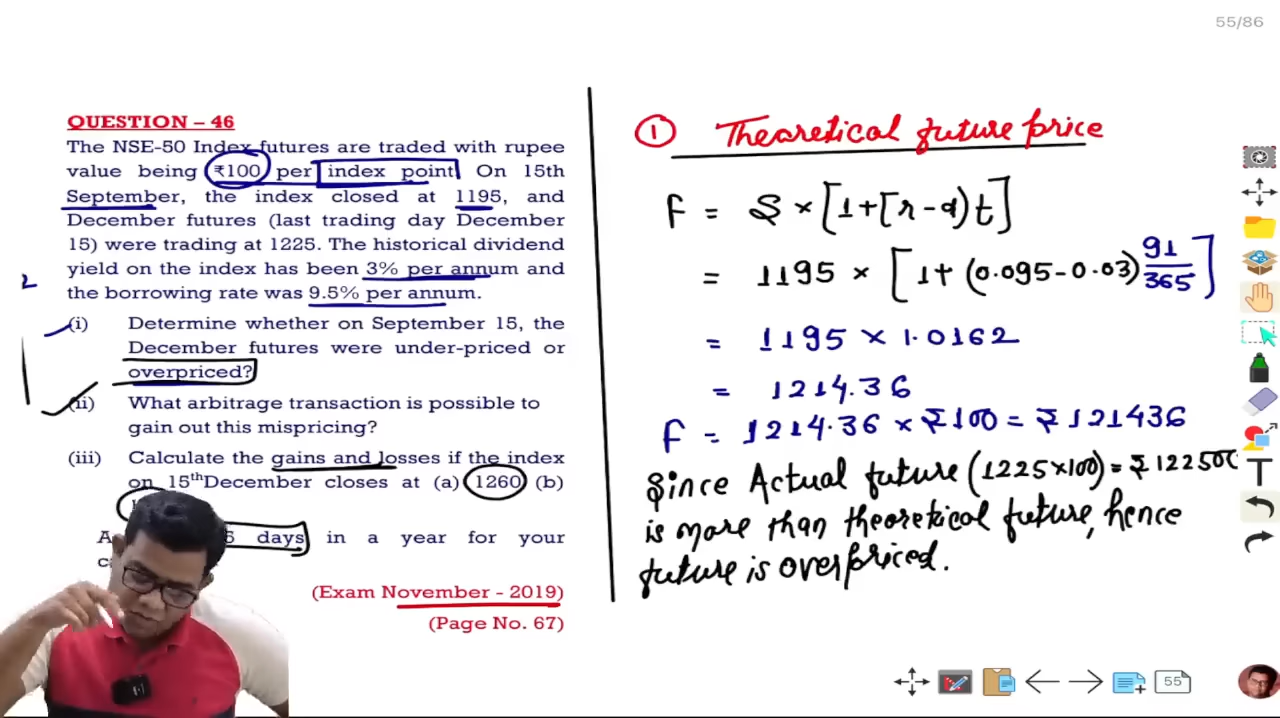 55/86
QUESTION – 46
The NSE-50 Index futures are traded with rupee
value being ₹100 per index point. On 15th
September, the index closed at 1195, and
December futures (last trading day December
15) were trading at 1225. The historical dividend
yield on the index has been 3% per annum and
the borrowing rate was 9.5% per annum.
(i) Determine whether on September 15, the
December futures were under-priced or
overpriced?
(ii) What arbitrage transaction is possible to
gain out this mispricing?
(iii) Calculate the gains and losses if the index
on 15thDecember closes at (a) 1260 (b)
days in a year for your
(Exam November - 2019)
(Page No. 67)
① Thearetical future price
F = S × [1+(r-d)t]
= 1195 × [1+(0.095-0.03) 91/365]
= 1195 × 1.0162
= 1214.36
F = 1214.36 × ₹100 = ₹121436
Since Actual future (1225×100) = ₹12250
is more than theoretical future, hence
future is overpriced.
T
55